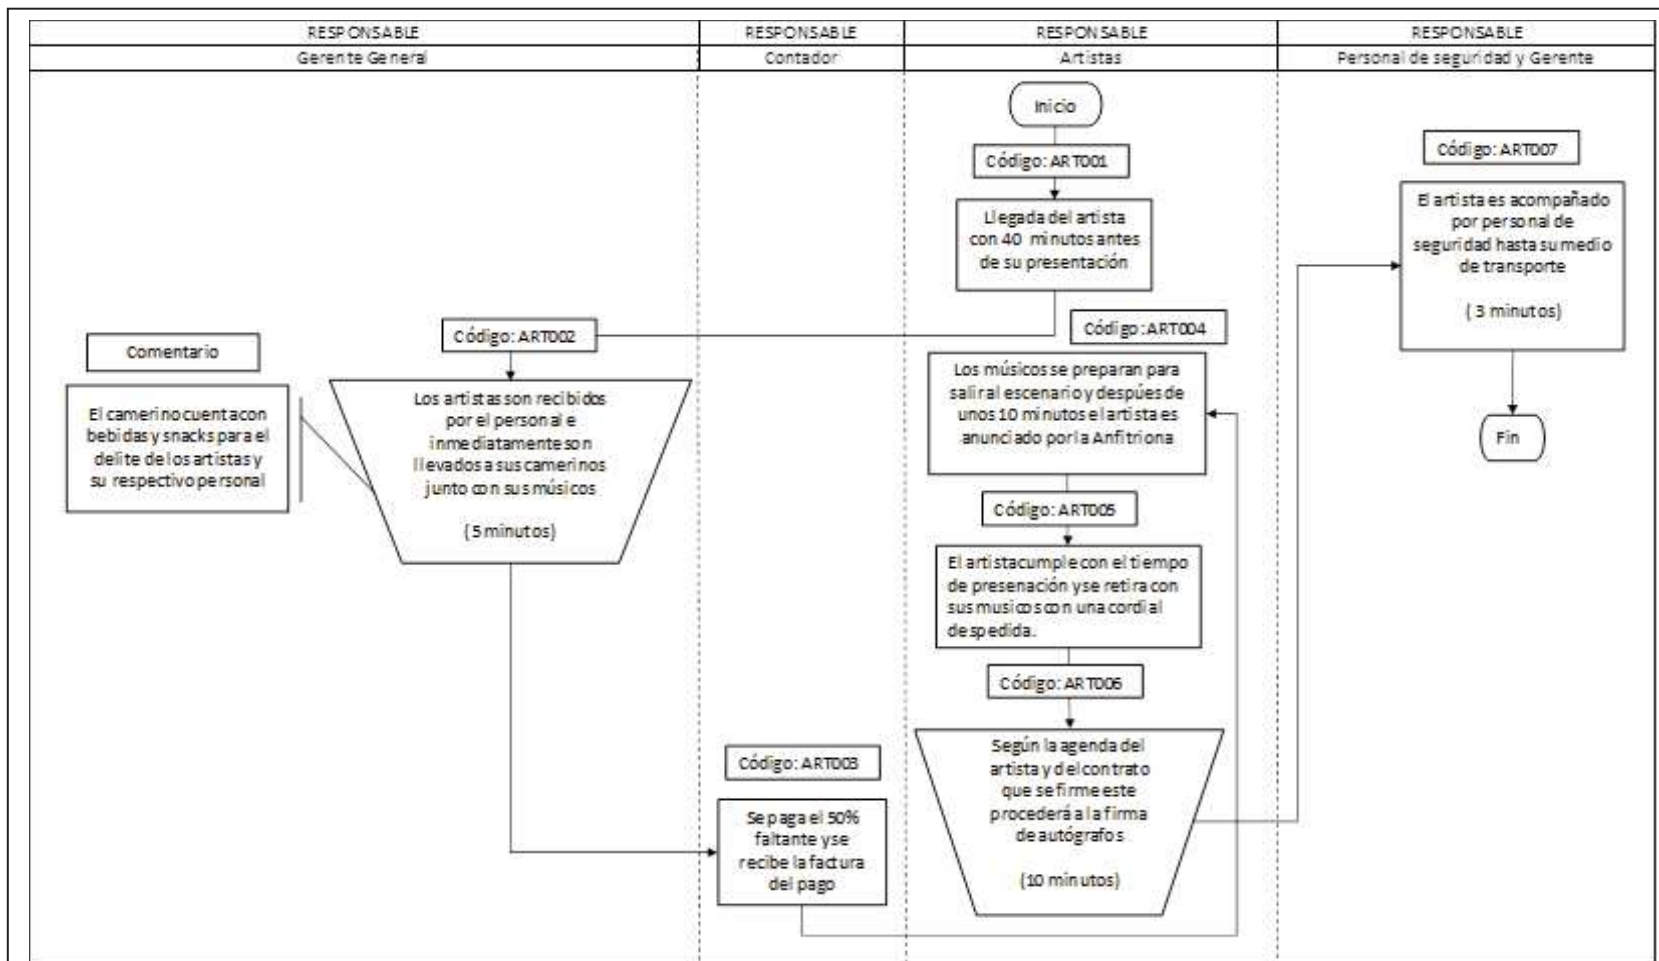 RESPONSABLE
Gerente General
RESPONSABLE
Contador
RESPONSABLE
Artistas
RESPONSABLE
Personal de seguridad y Gerente
Inicio
Código: ART001
Llegada del artista
con 40 minutos antes
de su presentación
Código: ART002
Comentario
El camerino cuenta con
bebidas y snacks para el
delite de los artistas y
su respectivo personal
Los artistas son recibidos
por el personal e
inmediatamente son
llevados a sus camerinos
junto con sus músicos
(5 minutos)
Código: ART003
Se paga el 50%
faltante y se
recibe la factura
del pago
Código: ART004
Los músicos se preparan para
salir al escenario y despúes de
unos 10 minutos el artista es
anunciado por la Anfitriona
Código: ART005
El artista cumple con el tiempo
de presenación y se retira con
sus musicos con una cordial
despedida.
Código: ART006
Según la agenda del
artista y del contrato
que se firme este
procederá a la firma
de autógrafos
(10 minutos)
Código: ART007
El artista es acompañado
por personal de
seguridad hasta su medio
de transporte
( 3 minutos)
Fin